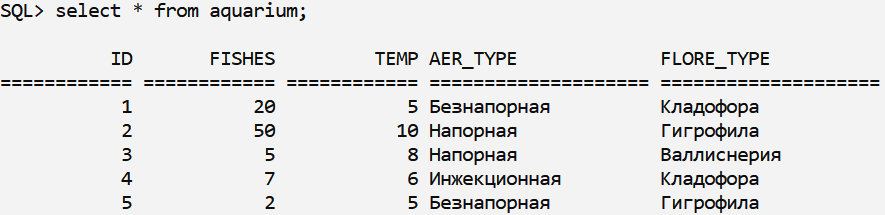 SQL> select * from aquarium;
ID FISHES TEMP AER_TYPE FLORE_TYPE
============ ============ ============ ==================== ====================
1 20 5 Безнапорная Кладофора
2 50 10 Напорная Гигрофила
3 5 8 Напорная Валлиснерия
4 7 6 Инжекционная Кладофора
5 2 5 Безнапорная Гигрофила